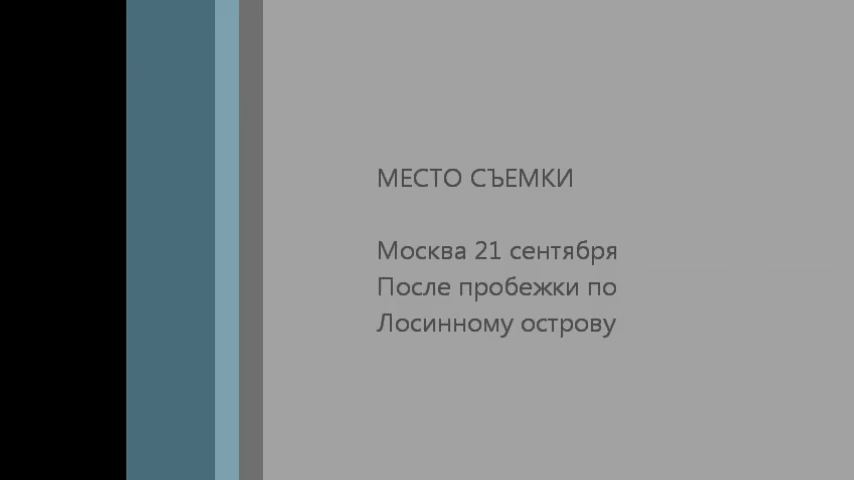 МЕСТО СЪЕМКИ
Москва 21 сентября
После пробежки по
Лосинному острову